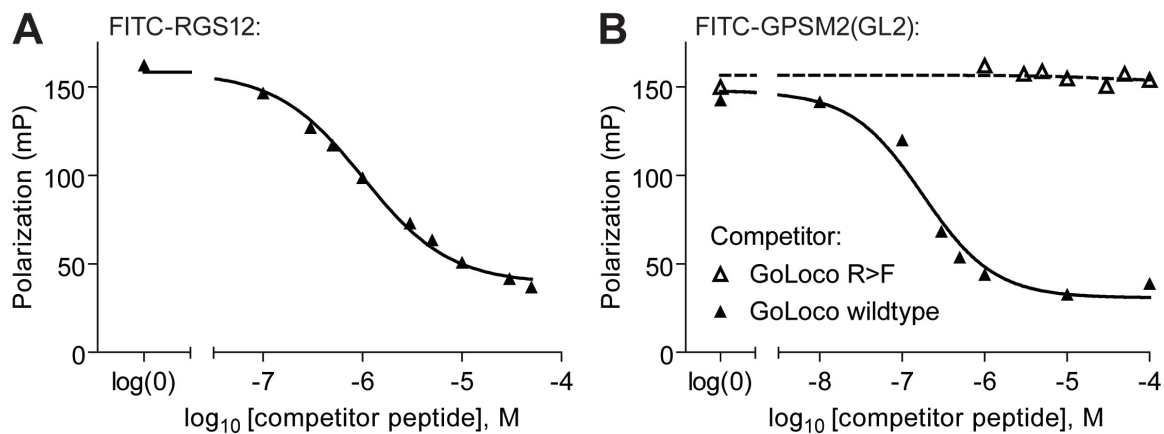 A
FITC-RGS12:
Polarization (mP)
150
100
50
0
log(0)
-7
-6
-5
-4
log10 [competitor peptide], M
B
FITC-GPSM2(GL2):
Polarization (mP)
150
100
50
0
Competitor:
GoLoco R>F
GoLoco wildtype
log(0)
-8
-7
-6
-5
-4
log10 [competitor peptide], M